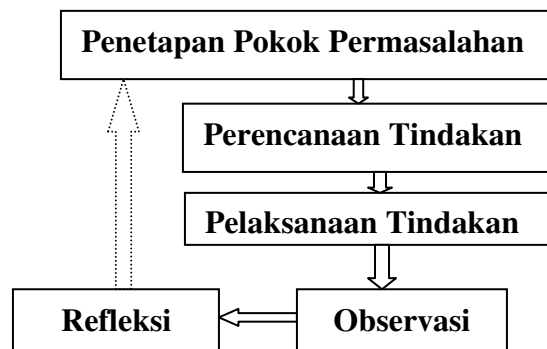 Penetapan Pokok Permasalahan
Perencanaan Tindakan
Pelaksanaan Tindakan
Refleksi
Observasi